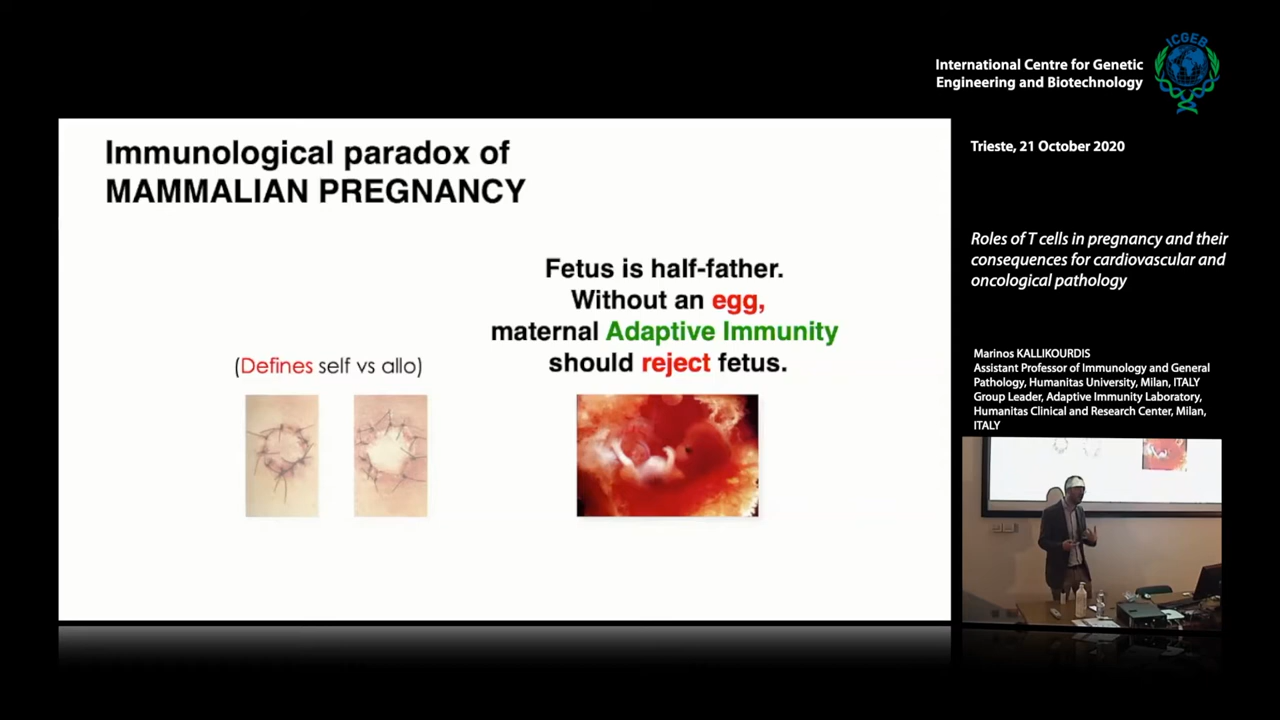 ICGEB
International Centre for Genetic
Engineering and Biotechnology
Trieste, 21 October 2020
Immunological paradox of
MAMMALIAN PREGNANCY
Fetus is half-father.
Without an egg,
maternal Adaptive Immunity
should reject fetus.
(Defines self vs allo)
Roles of T cells in pregnancy and their
consequences for cardiovascular and
oncological pathology
Marinos KALLIKOURDIS
Assistant Professor of Immunology and General
Pathology, Humanitas University, Milan, ITALY
Group Leader, Adaptive Immunity Laboratory,
Humanitas Clinical and Research Center, Milan,
ITALY